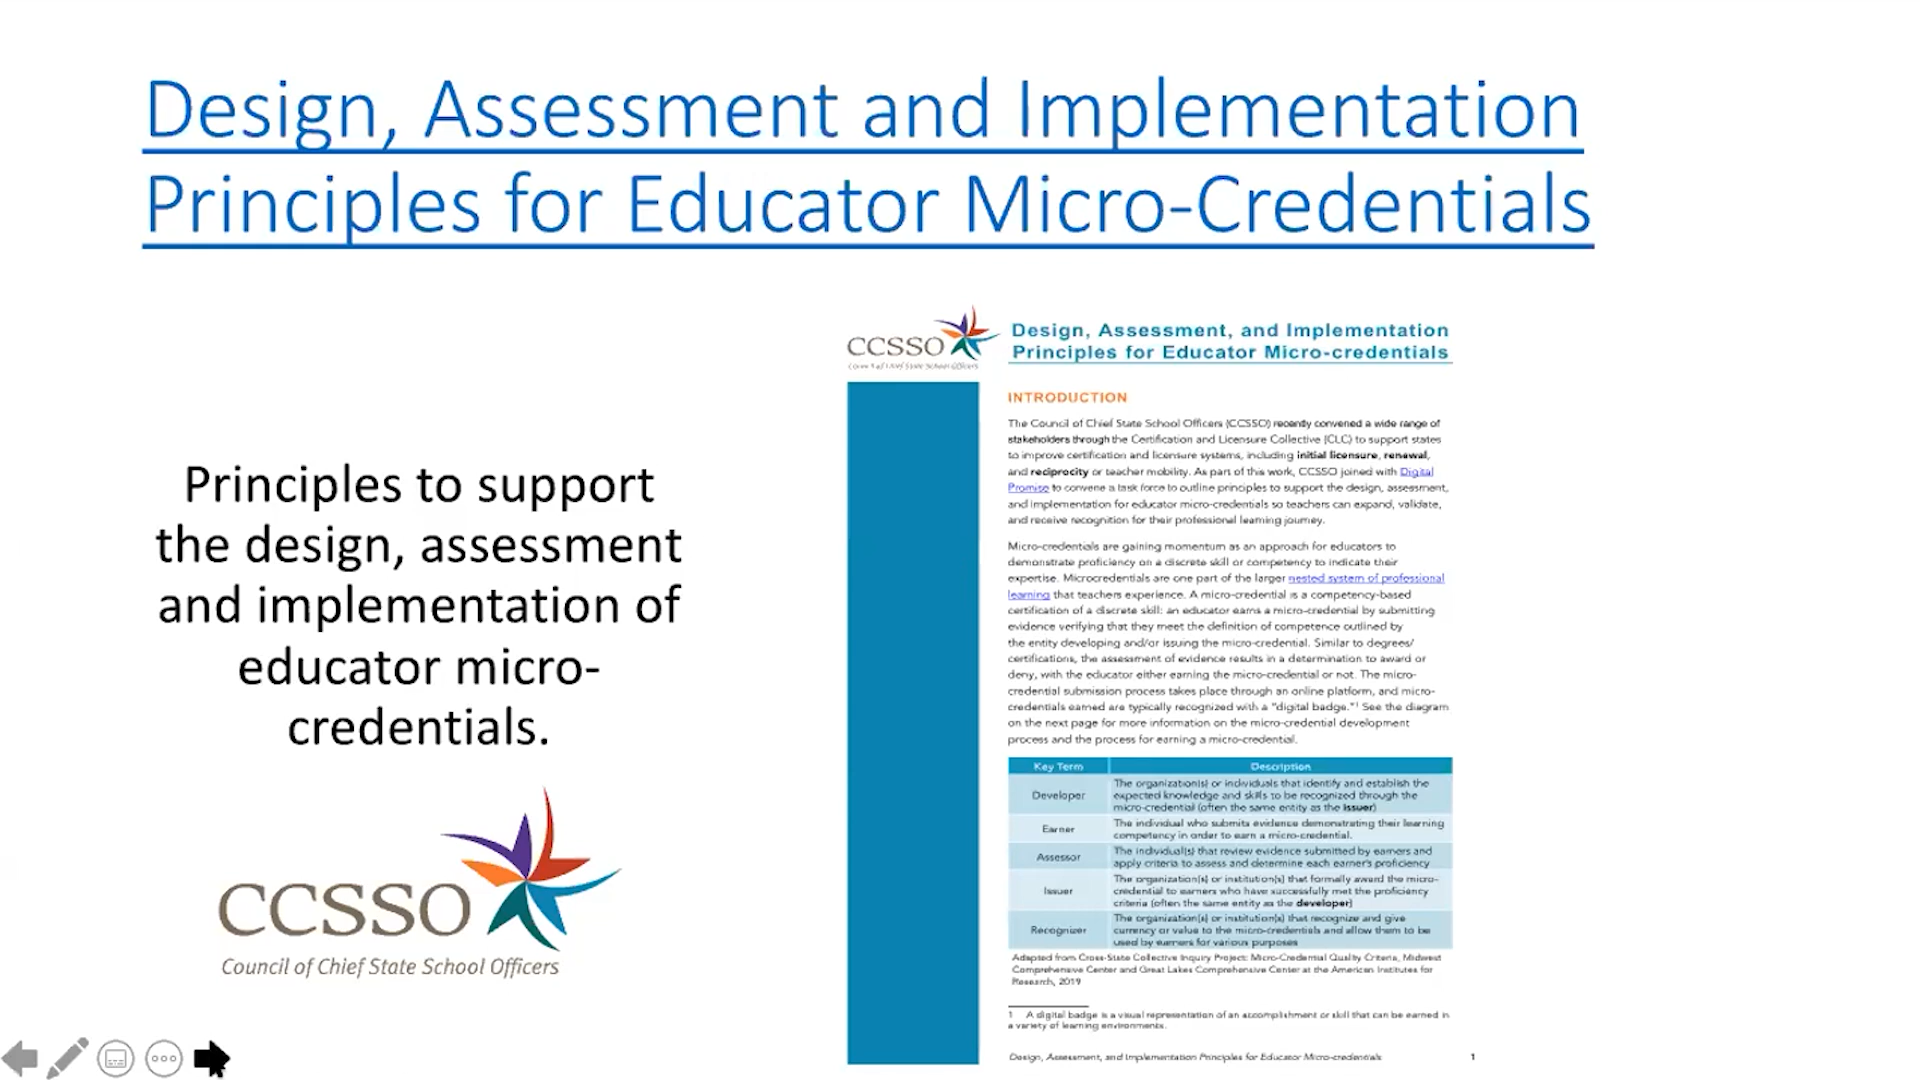 Design, Assessment and Implementation
Principles for Educator Micro-Credentials
Principles to support
the design, assessment
and implementation of
educator micro-
credentials.
CCSSO
Council of Chief State School Officers
CCSSO
Council of Chief State School Officers
Design, Assessment, and Implementation
Principles for Educator Micro-credentials
INTRODUCTION
The Council of Chief State School Officers (CCSSO) recently convened a wide range of
stakeholders through the Certification and Licensure Collective (CLC) to support states
to improve certification and licensure systems, including initial licensure, renewal,
and reciprocity or teacher mobility. As part of this work, CCSSO joined with Digital
Promise to convene a task force to outline principles to support the design, assessment,
and implementation for educator micro-credentials so teachers can expand, validate,
and receive recognition for their professional learning journey.
Micro-credentials are gaining momentum as an approach for educators to
demonstrate proficiency on a discrete skill or competency to indicate their
expertise. Microcredentials are one part of the larger nested system of professional
learning that teachers experience. A micro-credential is a competency-based
certification of a discrete skill: an educator earns a micro-credential by submitting
evidence verifying that they meet the definition of competence outlined by
the entity developing and/or issuing the micro-credential. Similar to degrees/
certifications, the assessment of evidence results in a determination to award or
deny, with the educator either earning the micro-credential or not. The micro-
credential submission process takes place through an online platform, and micro-
credentials earned are typically recognized with a "digital badge."1 See the diagram
on the next page for more information on the micro-credential development
process and the process for earning a micro-credential.
Key Term Description
Developer
The organization(s) or individuals that identify and establish the
expected knowledge and skills to be recognized through the
micro-credential (often the same entity as the issuer)
Earner
The individual who submits evidence demonstrating their learning
competency in order to earn a micro-credential.
Assessor
The individual(s) that review evidence submitted by earners and
apply criteria to assess and determine each earner's proficiency
Issuer
The organization(s) or institution(s) that formally award the micro-
credential to earners who have successfully met the proficiency
criteria (often the same entity as the developer)
Recognizer
The organization(s) or institution(s) that recognize and give
currency or value to the micro-credentials and allow them to be
used by earners for various purposes
Adapted from Cross-State Collective Inquiry Project: Micro-Credential Quality Criteria, Midwest
Comprehensive Center and Great Lakes Comprehensive Center at the American Institutes for
Research, 2019
1 A digital badge is a visual representation of an accomplishment or skill that can be earned in
a variety of learning environments.
Design, Assessment, and Implementation Principles for Educator Micro-credentials 1